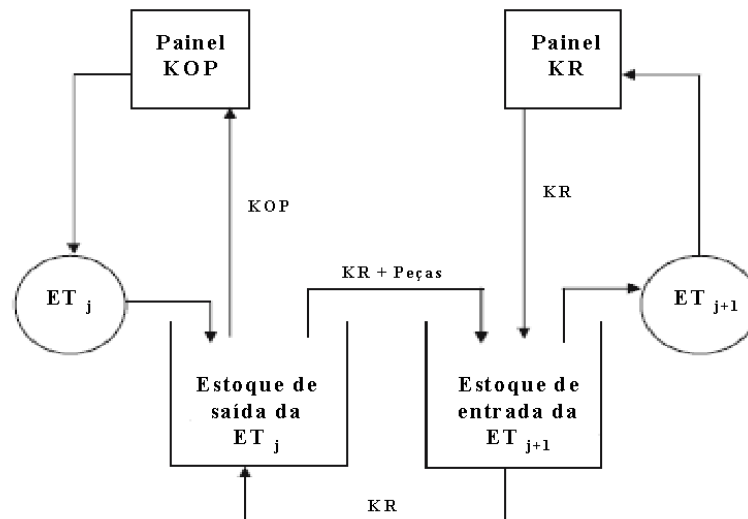 Painel
KOP
Painel
KR
KOP
KR
KR + Peças
ET j
ET j+1
Estoque de
saída da
ET j
Estoque de
entrada da
ET j+1
KR